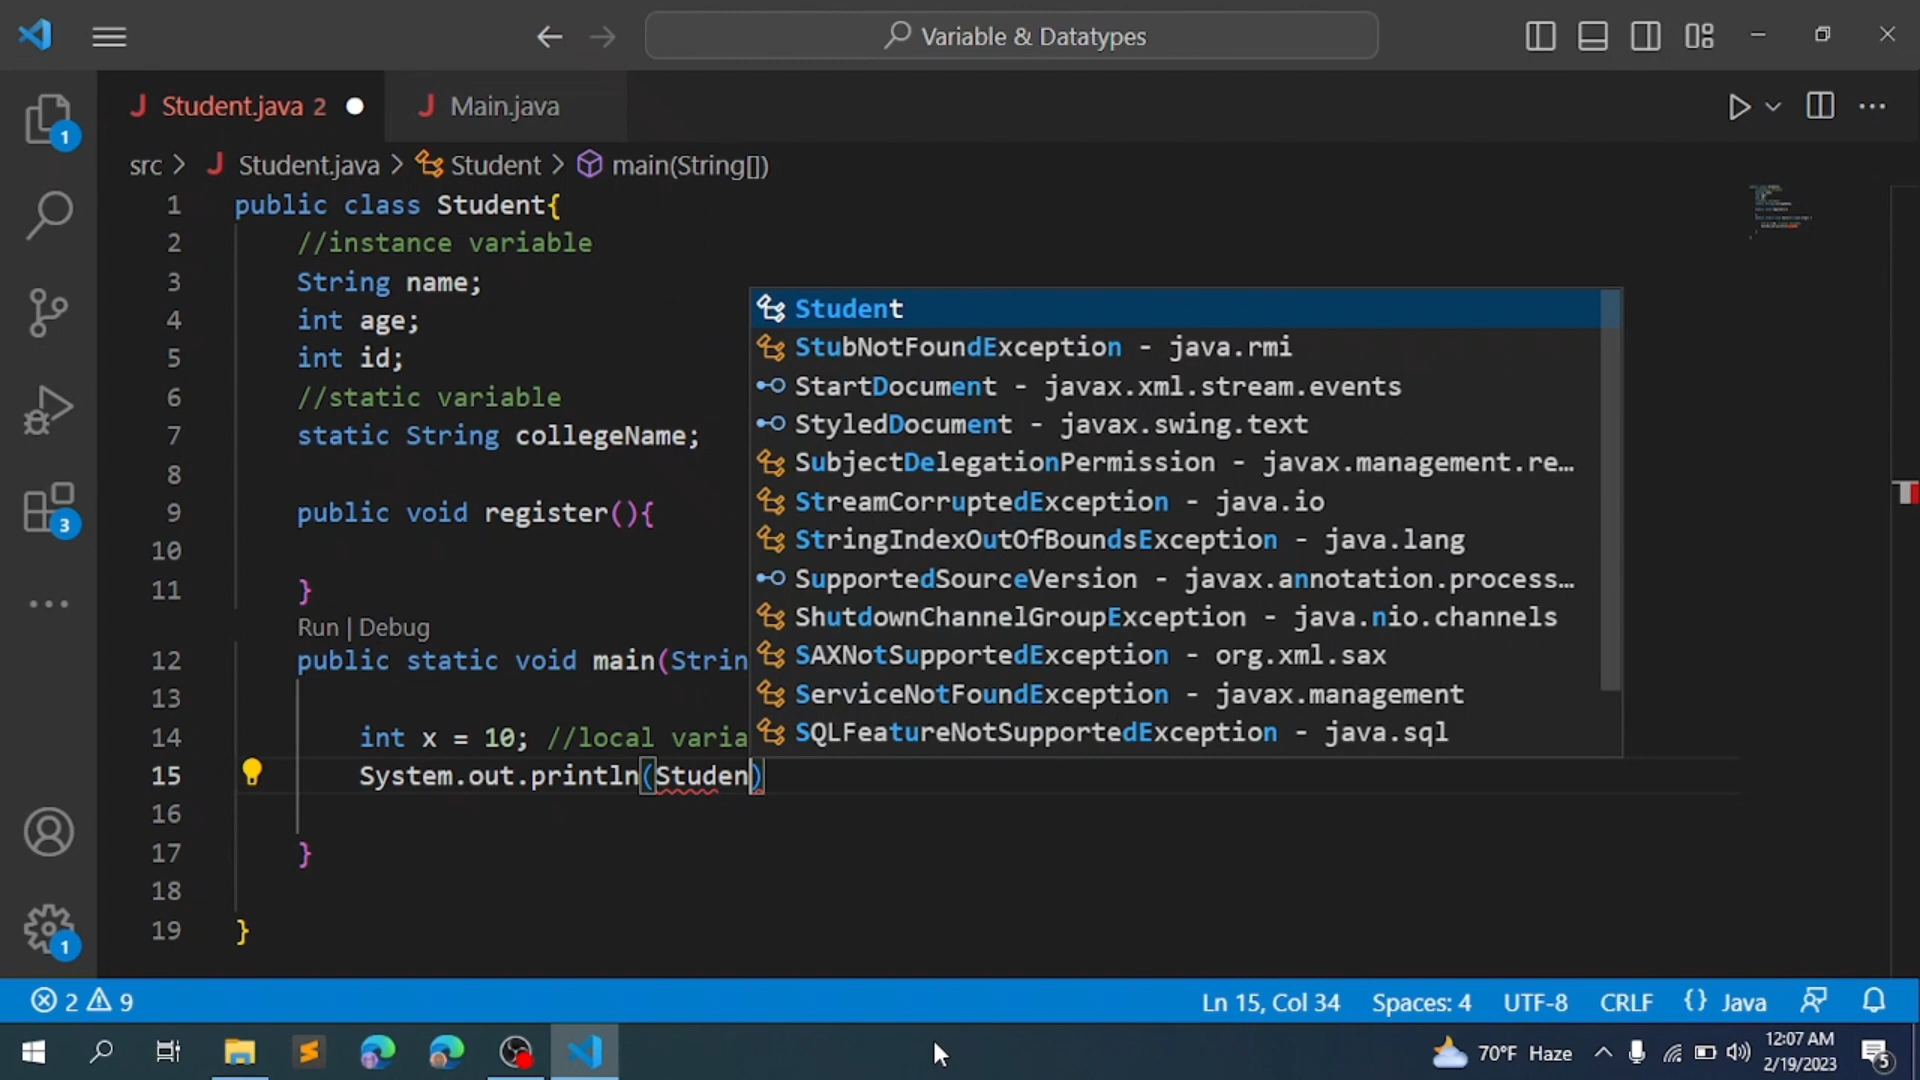 Variable & Datatypes
J Student.java 2
J Main.java
src > J Student.java > Student > main(String[])
1 public class Student{
2 //instance variable
3 String name;
4 int age;
5 int id;
6 //static variable
7 static String collegeName;
8
9 public void register(){
10
11 }
Run | Debug
12 public static void main(Strin
13
14 int x = 10; //local varia
15 System.out.println(Studen)
16
17 }
18
19 }
Student
StubNotFoundException - java.rmi
StartDocument - javax.xml.stream.events
StyledDocument - javax.swing.text
SubjectDelegationPermission - javax.management.re…
StreamCorruptedException - java.io
StringIndexOutOfBoundsException - java.lang
SupportedSourceVersion - javax.annotation.process…
ShutdownChannelGroupException - java.nio.channels
SAXNotSupportedException - org.xml.sax
ServiceNotFoundException - javax.management
SQLFeatureNotSupportedException - java.sql
1
3
1
2 9
Ln 15, Col 34 Spaces: 4 UTF-8 CRLF {} Java
70°F Haze
12:07 AM
2/19/2023
5